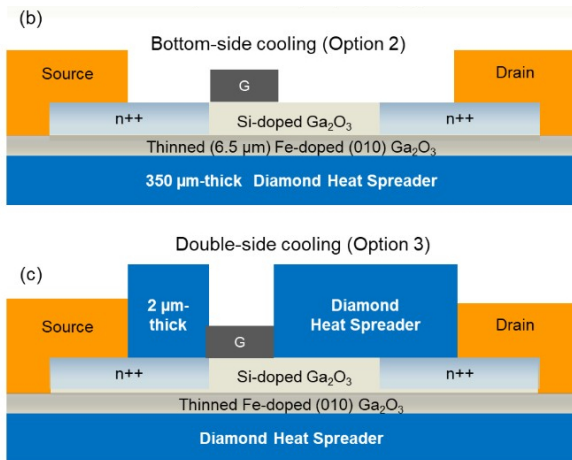 (b)
Bottom-side cooling (Option 2)
Source
G
Drain
n++
Si-doped Ga₂O₃
n++
Thinned (6.5 µm) Fe-doped (010) Ga₂O₃
350 µm-thick Diamond Heat Spreader
Double-side cooling (Option 3)
(c)
2 µm-
thick
Diamond
Heat Spreader
Source
G
Drain
n++
Si-doped Ga₂O₃
n++
Thinned Fe-doped (010) Ga₂O₃
Diamond Heat Spreader